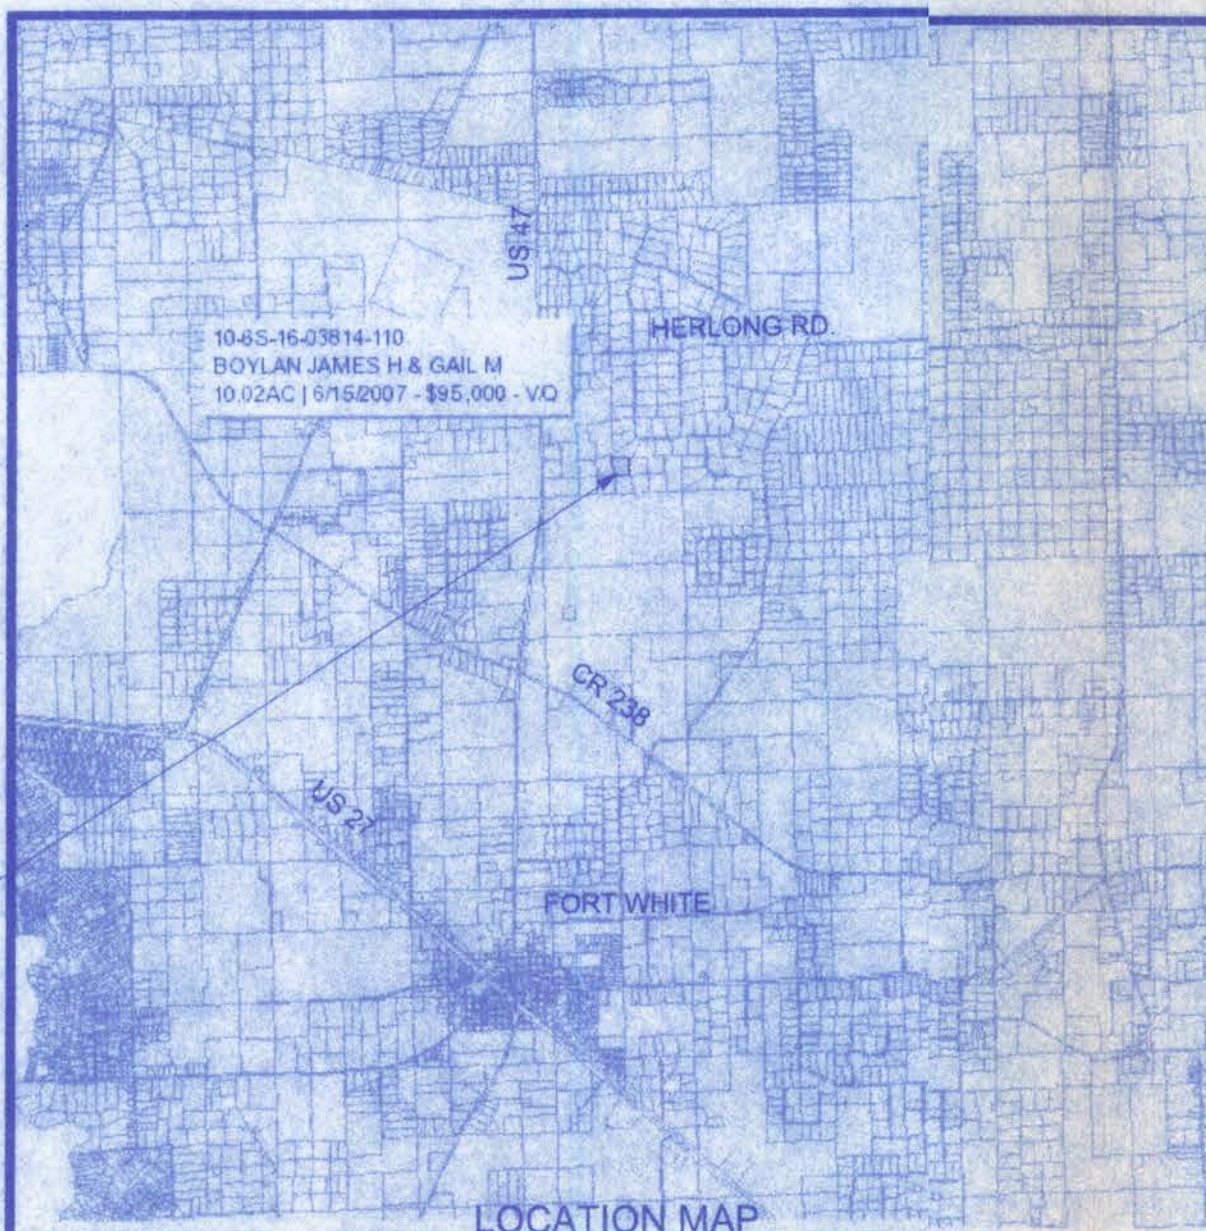 US 47
HERLONG RD.
10-6S-16-03814-110
BOYLAN JAMES H & GAIL M
10.02AC | 6/15/2007 - $95,000 - V/Q
CR 238
US 27
FORT WHITE
LOCATION MAP